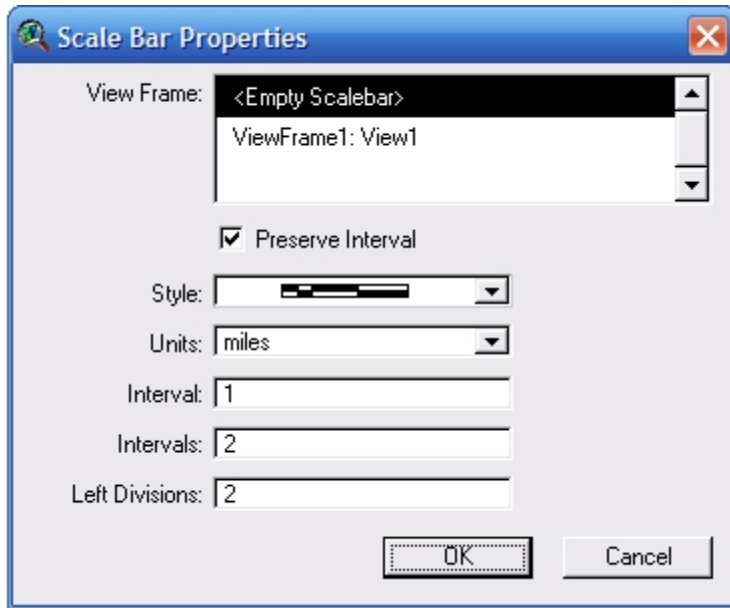 Scale Bar Properties
View Frame:
<Empty Scalebar>
ViewFrame1: View1
Preserve Interval
Style:
Units: miles
Interval: 1
Intervals: 2
Left Divisions: 2
OK Cancel